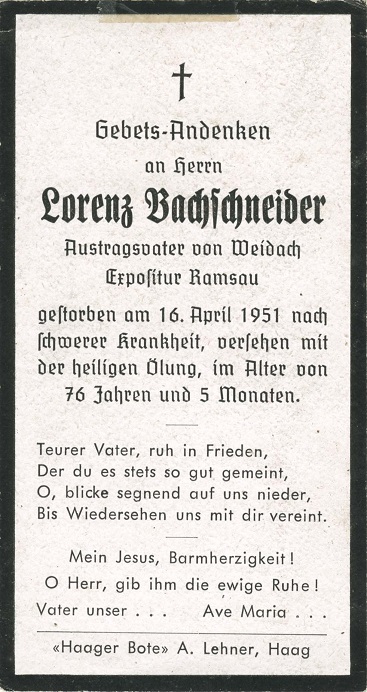 Gebets-Andenken
an Herrn
Lorenz Bachschneider
Austragsvater von Weidach
Expositur Ramsau
gestorben am 16. April 1951 nach
schwerer Krankheit, versehen mit
der heiligen Ölung, im Alter von
76 Jahren und 5 Monaten.
Teurer Vater, ruh in Frieden,
Der du es stets so gut gemeint,
O, blicke segnend auf uns nieder,
Bis Wiedersehen uns mit dir vereint.
Mein Jesus, Barmherzigkeit!
O Herr, gib ihm die ewige Ruhe!
Vater unser . . . Ave Maria . . .
«Haager Bote» A. Lehner, Haag